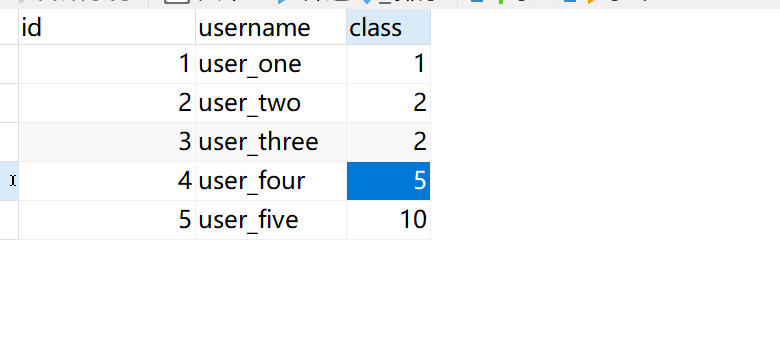 id username class
1 user_one 1
2 user_two 2
3 user_three 2
4 user_four 5
5 user_five 10